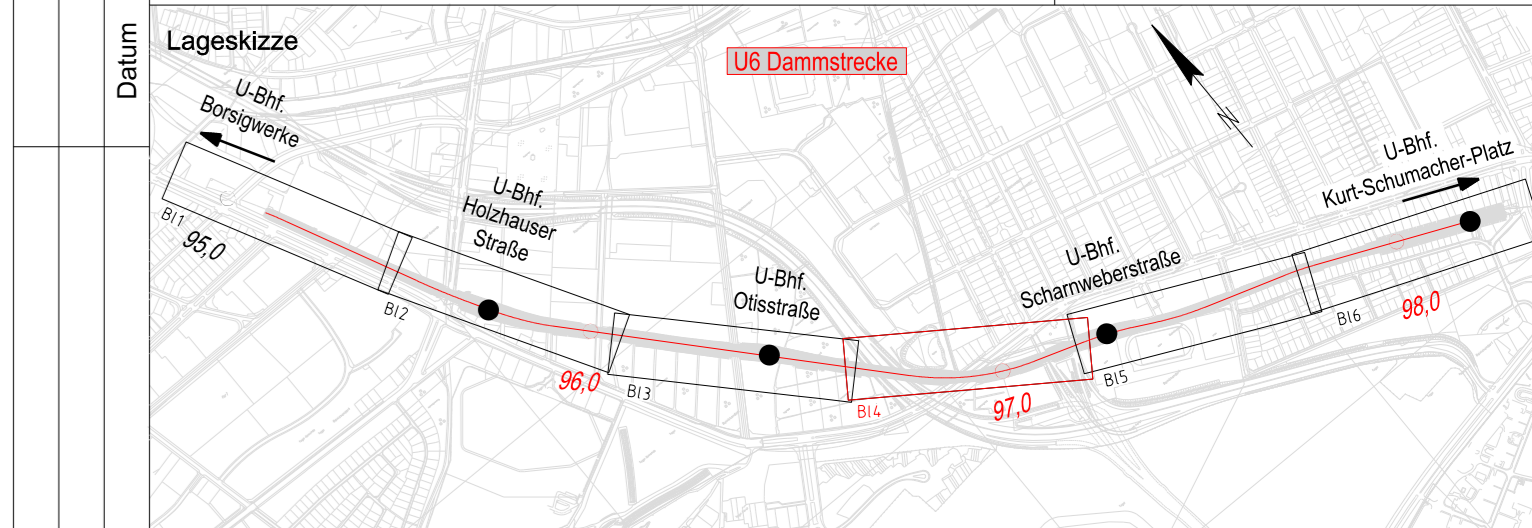 Datum
Lageskizze
U6 Dammstrecke
U-Bhf.
Borsigwerke
U-Bhf.
Holzhauser
Straße
U-Bhf.
Otisstraße
U-Bhf.
Scharnweberstraße
U-Bhf.
Kurt-Schumacher-Platz
N
Bl1
95,0
Bl2
96,0
Bl3
Bl4
97,0
Bl5
Bl6
98,0